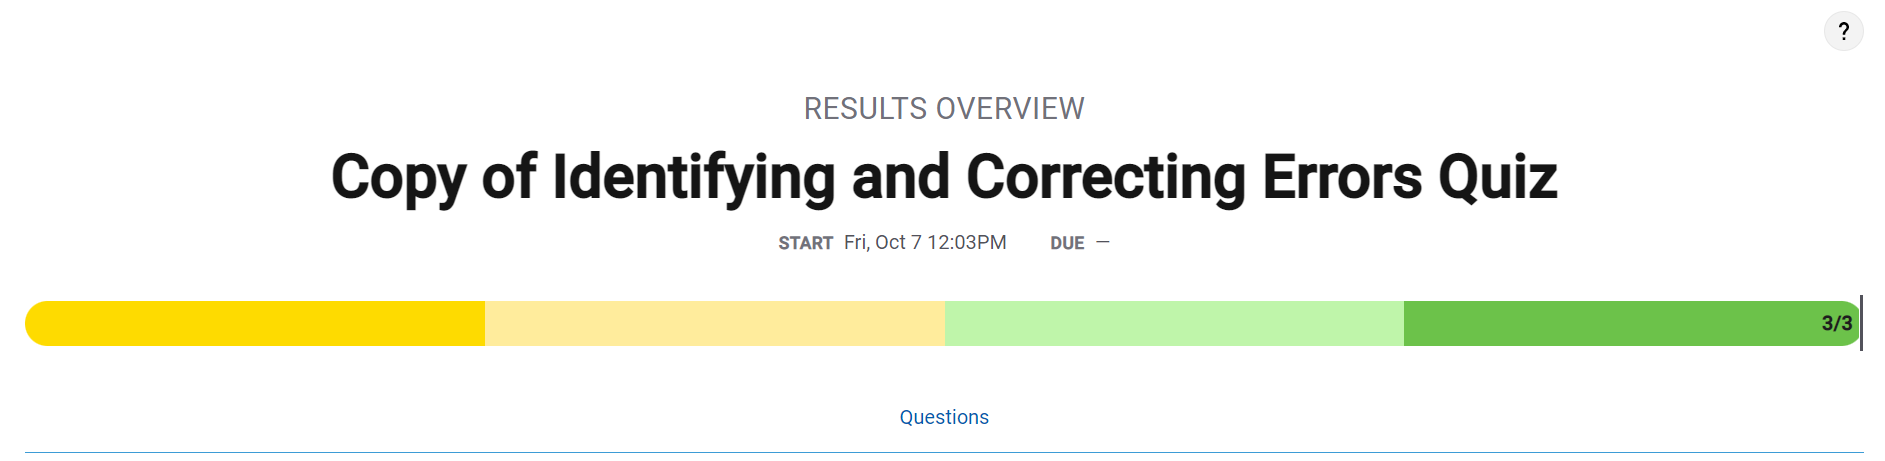 ?
RESULTS OVERVIEW
Copy of Identifying and Correcting Errors Quiz
START Fri, Oct 7 12:03PM DUE —
3/3
Questions